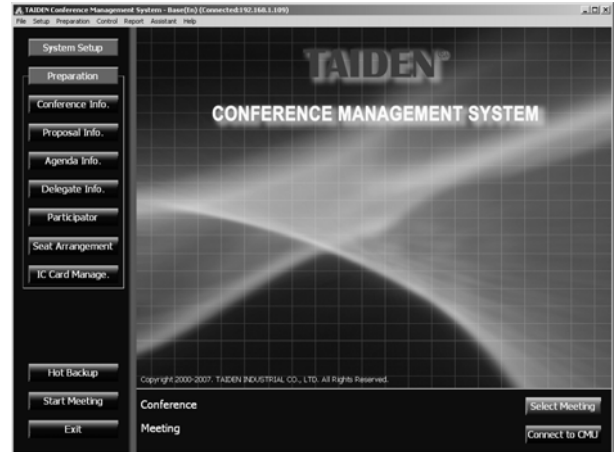 TAIDEN Conference Management System - Base(En) (Connected:192.168.1.109)
File Setup Preparation Control Report Assistant Help
System Setup
Preparation
Conference Info.
Proposal Info.
Agenda Info.
Delegate Info.
Participator
Seat Arrangement
IC Card Manage.
Hot Backup
Start Meeting
Exit
TAIDEN®
CONFERENCE MANAGEMENT SYSTEM
Copyright 2000-2007. TAIDEN INDUSTRIAL CO., LTD. All Rights Reserved.
Conference
Select Meeting
Meeting
Connect to CMU